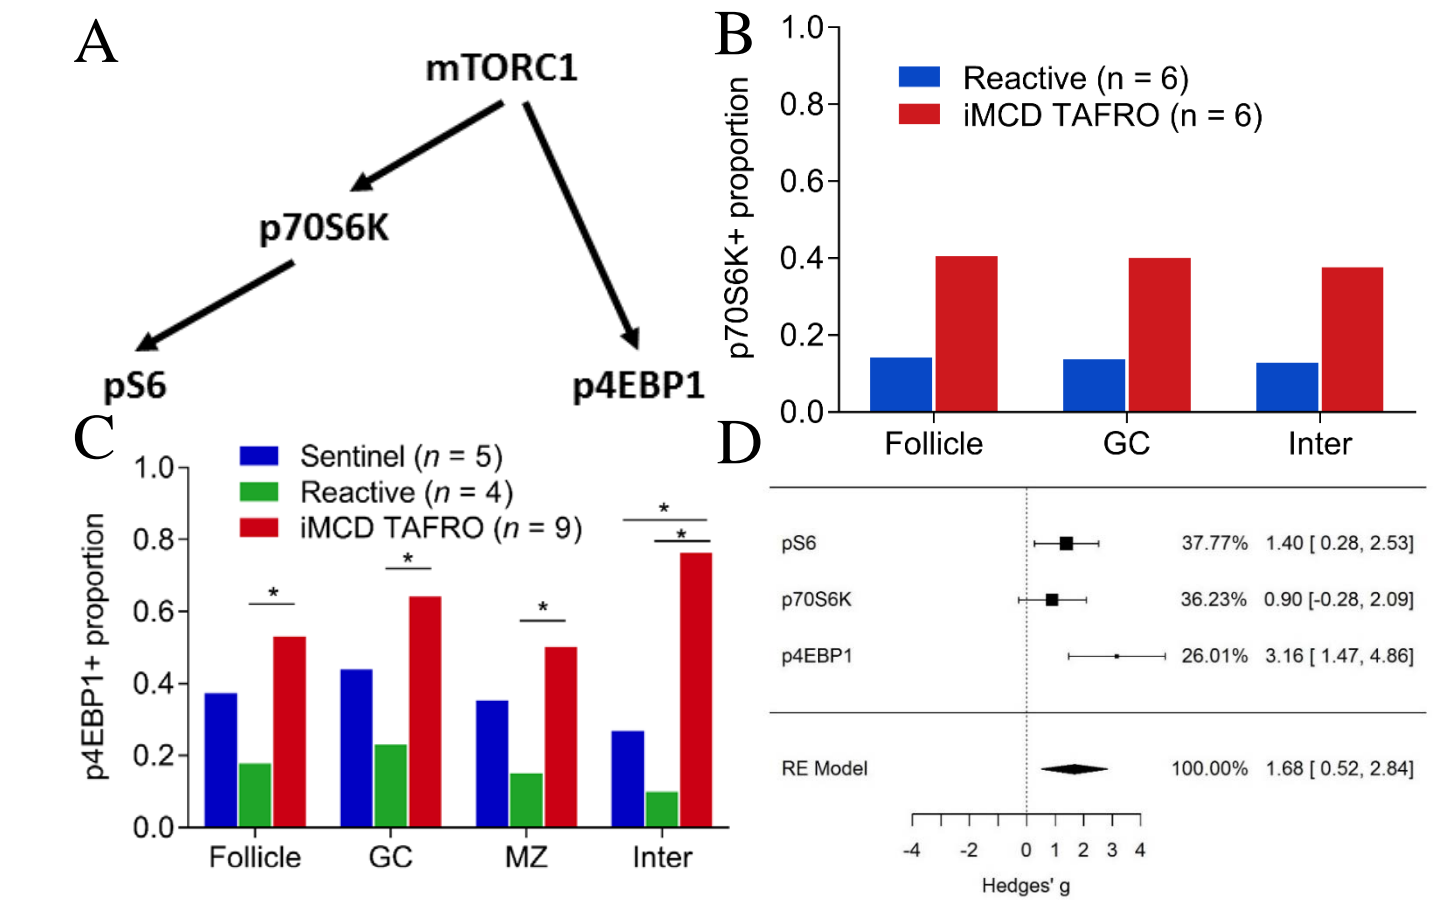 A
mTORC1
p70S6K
pS6
p4EBP1
B
p70S6K+ proportion
1.0
0.8
0.6
0.4
0.2
0.0
Reactive (n = 6)
iMCD TAFRO (n = 6)
Follicle
GC
Inter
C
p4EBP1+ proportion
1.0
0.8
0.6
0.4
0.2
0.0
Sentinel (n = 5)
Reactive (n = 4)
iMCD TAFRO (n = 9)
*
*
*
*
*
Follicle
GC
MZ
Inter
D
pS6 37.77% 1.40 [ 0.28, 2.53]
p70S6K 36.23% 0.90 [-0.28, 2.09]
p4EBP1 26.01% 3.16 [ 1.47, 4.86]
RE Model 100.00% 1.68 [ 0.52, 2.84]
-4 -2 0 1 2 3 4
Hedges' g